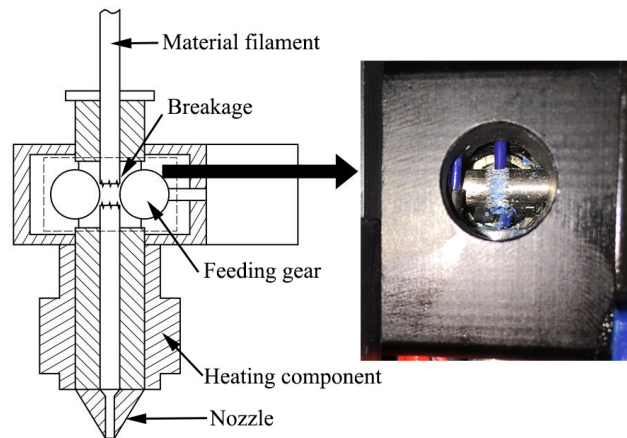 Material filament
Breakage
Feeding gear
Heating component
Nozzle